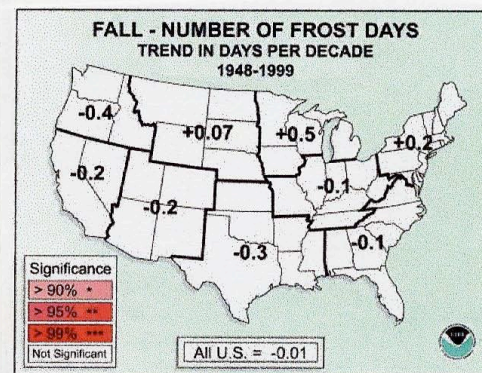 FALL - NUMBER OF FROST DAYS
TREND IN DAYS PER DECADE
1948-1999
-0.4
+0.07
+0.5
+0.2
-0.2
-0.2
-0.1
-0.3
-0.1
Significance
> 90% *
> 95% **
> 99% ***
Not Significant
All U.S. = -0.01